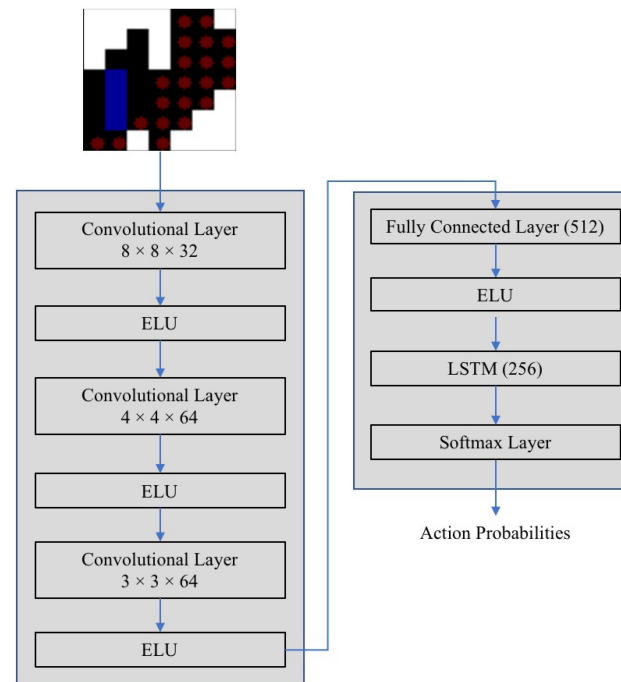 Convolutional Layer
8 × 8 × 32
ELU
Convolutional Layer
4 × 4 × 64
ELU
Convolutional Layer
3 × 3 × 64
ELU
Fully Connected Layer (512)
ELU
LSTM (256)
Softmax Layer
Action Probabilities